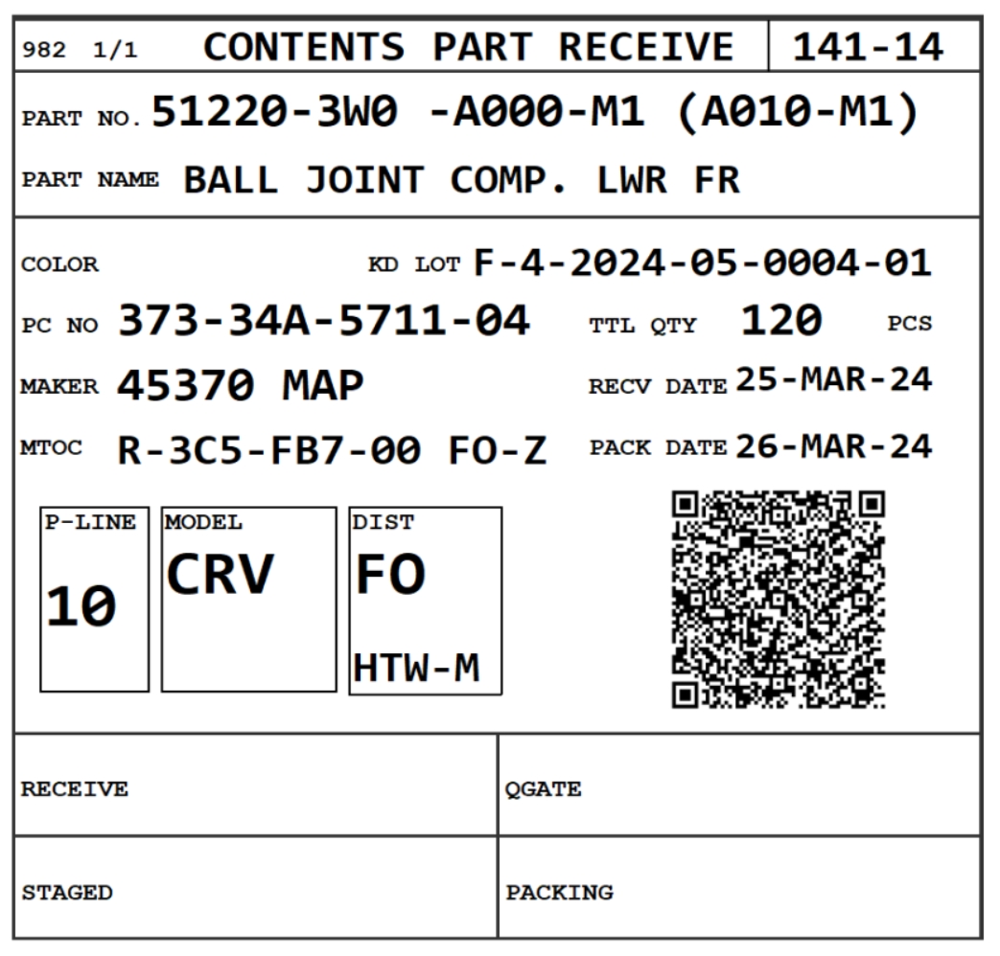 982 1/1 CONTENTS PART RECEIVE 141-14
PART NO. 51220-3W0 -A000-M1 (A010-M1)
PART NAME BALL JOINT COMP. LWR FR
COLOR KD LOT F-4-2024-05-0004-01
PC NO 373-34A-5711-04 TTL QTY 120 PCS
MAKER 45370 MAP RECV DATE 25-MAR-24
MTOC R-3C5-FB7-00 FO-Z PACK DATE 26-MAR-24
P-LINE MODEL DIST
10 CRV FO
HTW-M
RECEIVE QGATE
STAGED PACKING